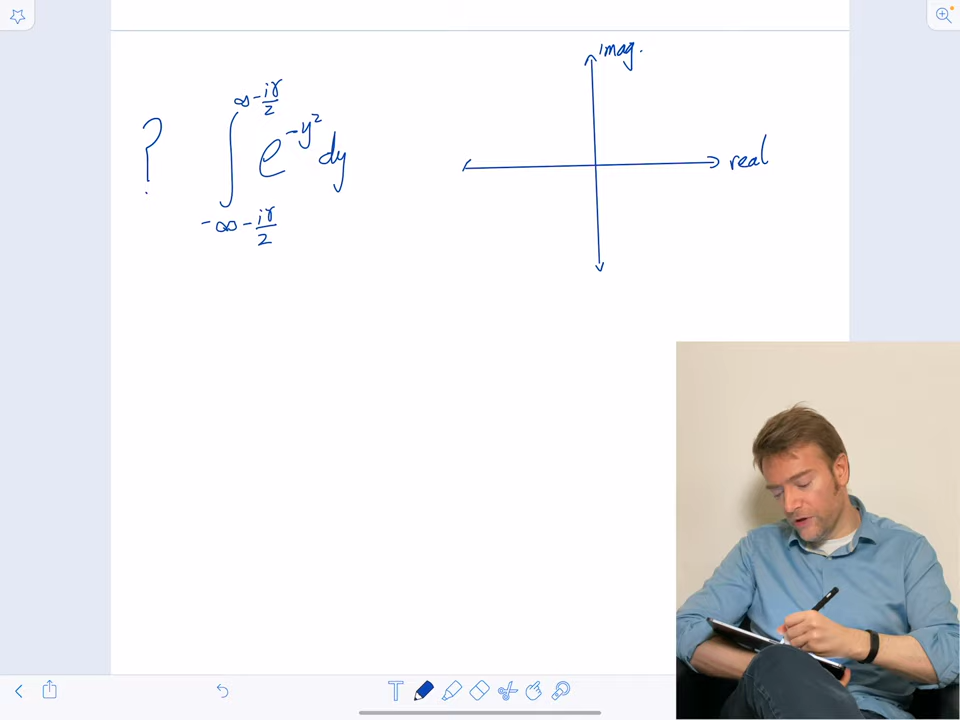 ? ∫_{-∞ - iγ/2}^{∞ - iγ/2} e^{-y²} dy
imag.
real
T